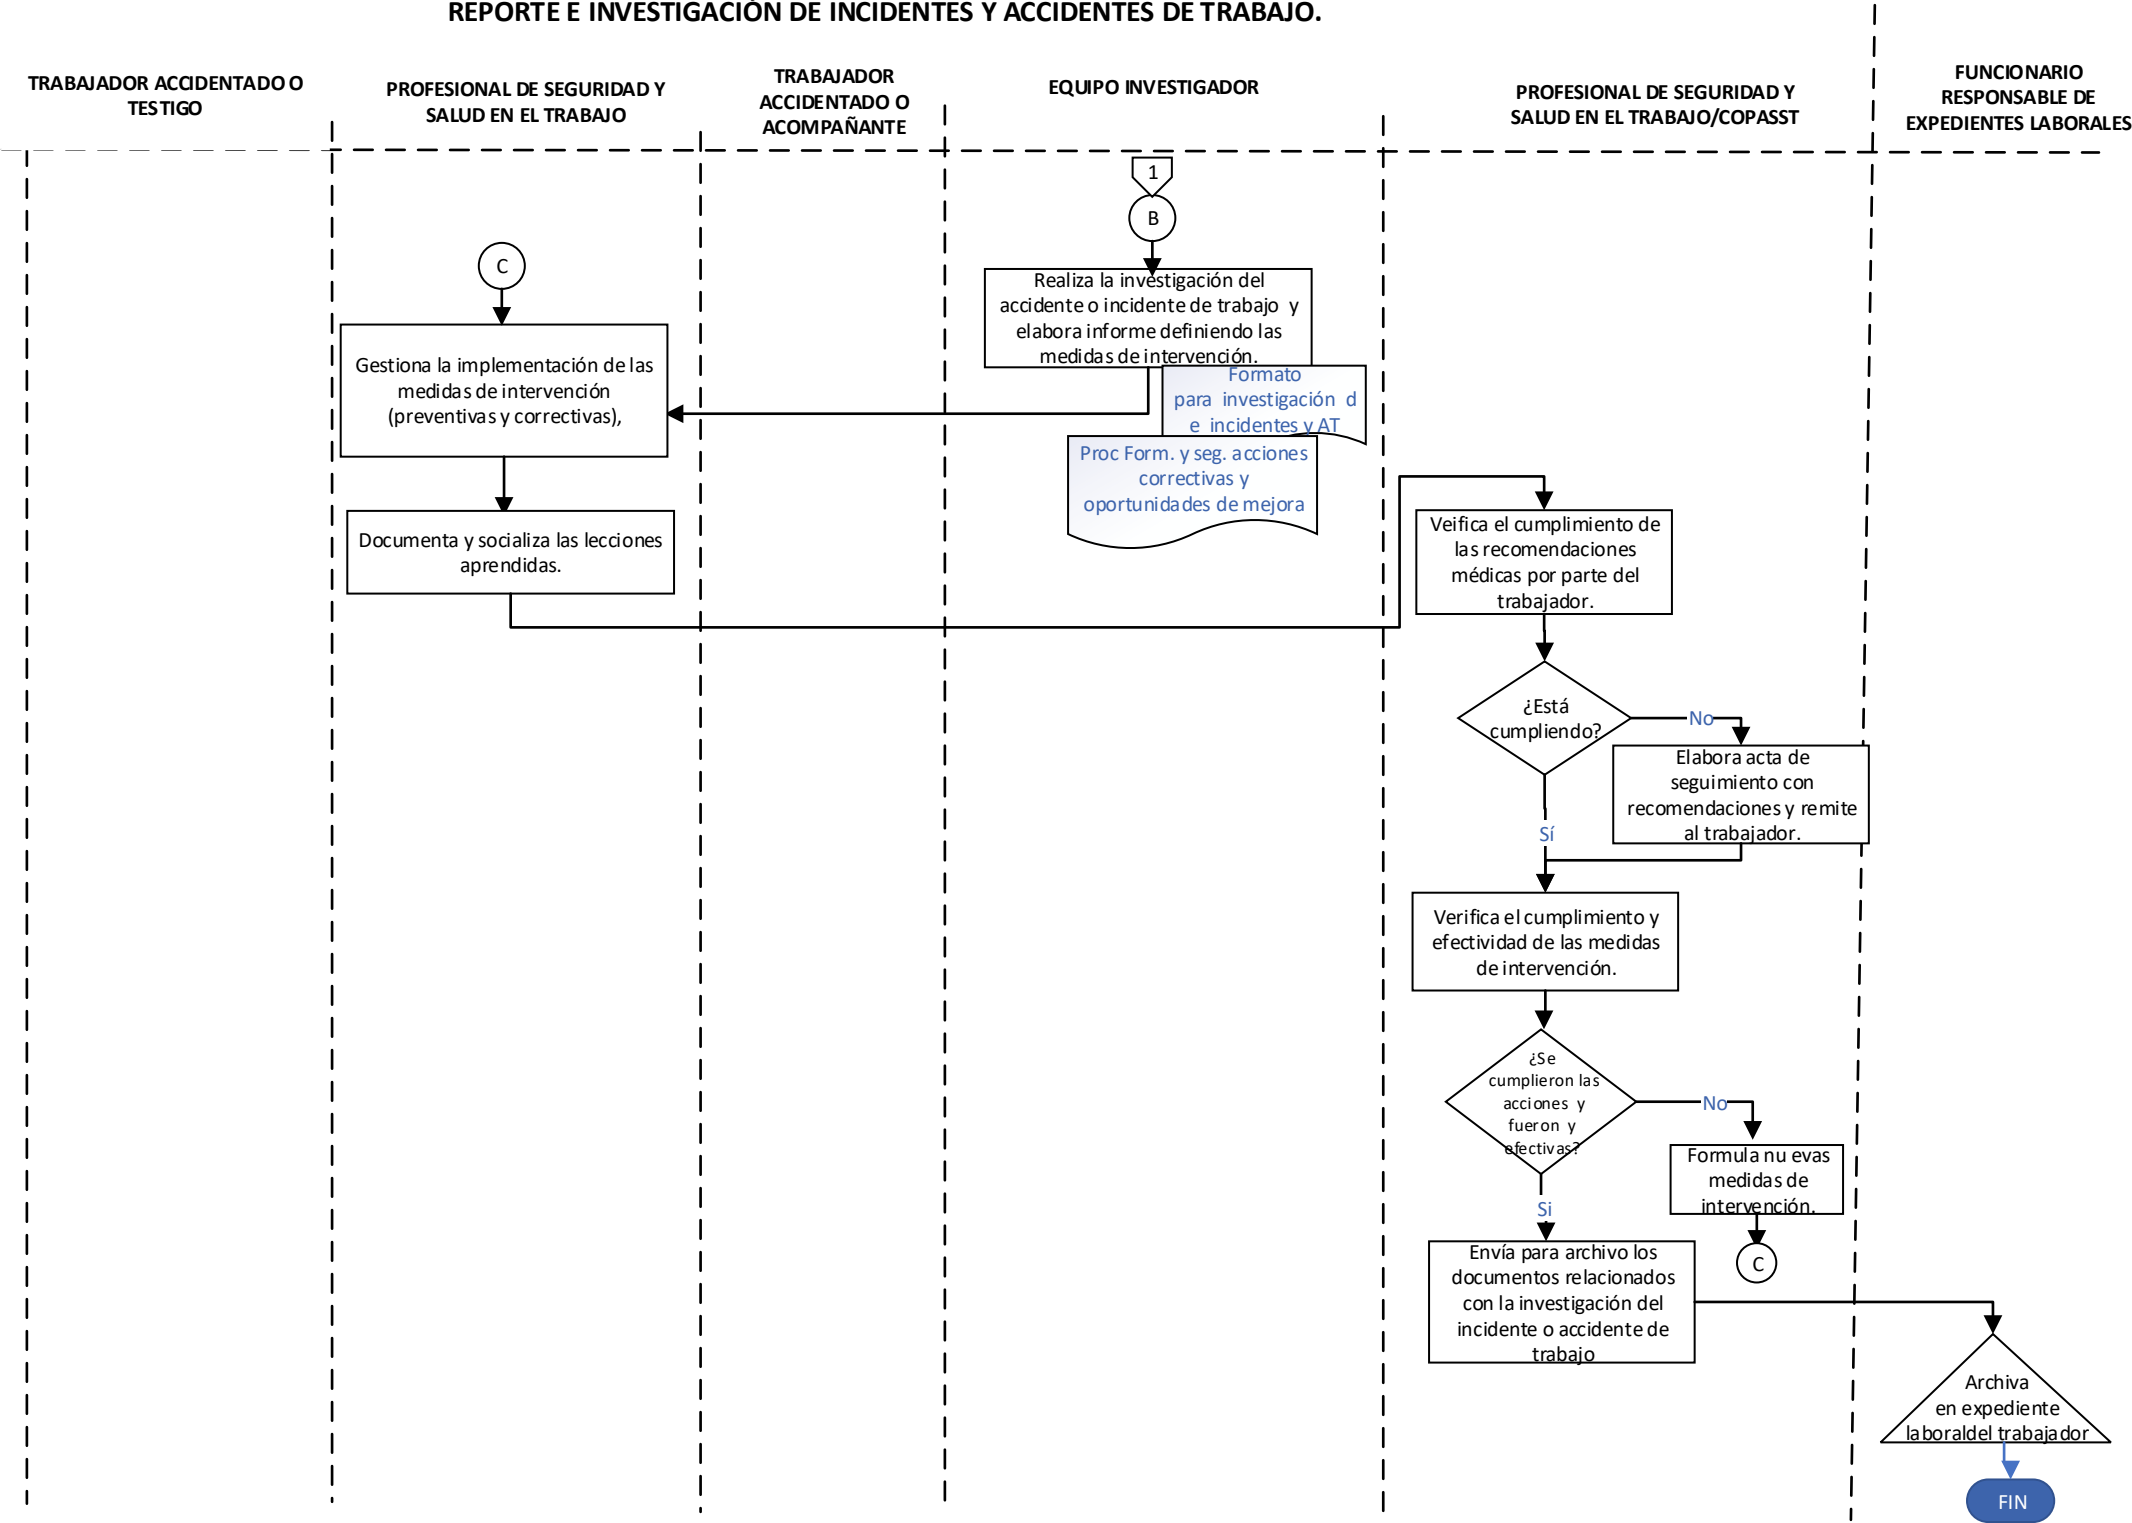 REPORTE E INVESTIGACIÓN DE INCIDENTES Y ACCIDENTES DE TRABAJO.
TRABAJADOR ACCIDENTADO O
TESTIGO
PROFESIONAL DE SEGURIDAD Y
SALUD EN EL TRABAJO
TRABAJADOR
ACCIDENTADO O
ACOMPAÑANTE
EQUIPO INVESTIGADOR
PROFESIONAL DE SEGURIDAD Y
SALUD EN EL TRABAJO/COPASST
FUNCIONARIO
RESPONSABLE DE
EXPEDIENTES LABORALES
1
B
Realiza la investigación del
accidente o incidente de trabajo y
elabora informe definiendo las
medidas de intervención.
Formato
para investigación d
e incidentes y AT
Proc Form. y seg. acciones
correctivas y
oportunidades de mejora
C
Gestiona la implementación de las
medidas de intervención
(preventivas y correctivas),
Documenta y socializa las lecciones
aprendidas.
Veifica el cumplimiento de
las recomendaciones
médicas por parte del
trabajador.
¿Está
cumpliendo?
No
Elabora acta de
seguimiento con
recomendaciones y remite
al trabajador.
Sí
Verifica el cumplimiento y
efectividad de las medidas
de intervención.
¿Se
cumplieron las
acciones y
fueron y
efectivas?
No
Formula nuevas
medidas de
intervención.
C
Si
Envía para archivo los
documentos relacionados
con la investigación del
incidente o accidente de
trabajo
Archiva
en expediente
laboraldel trabajador
FIN